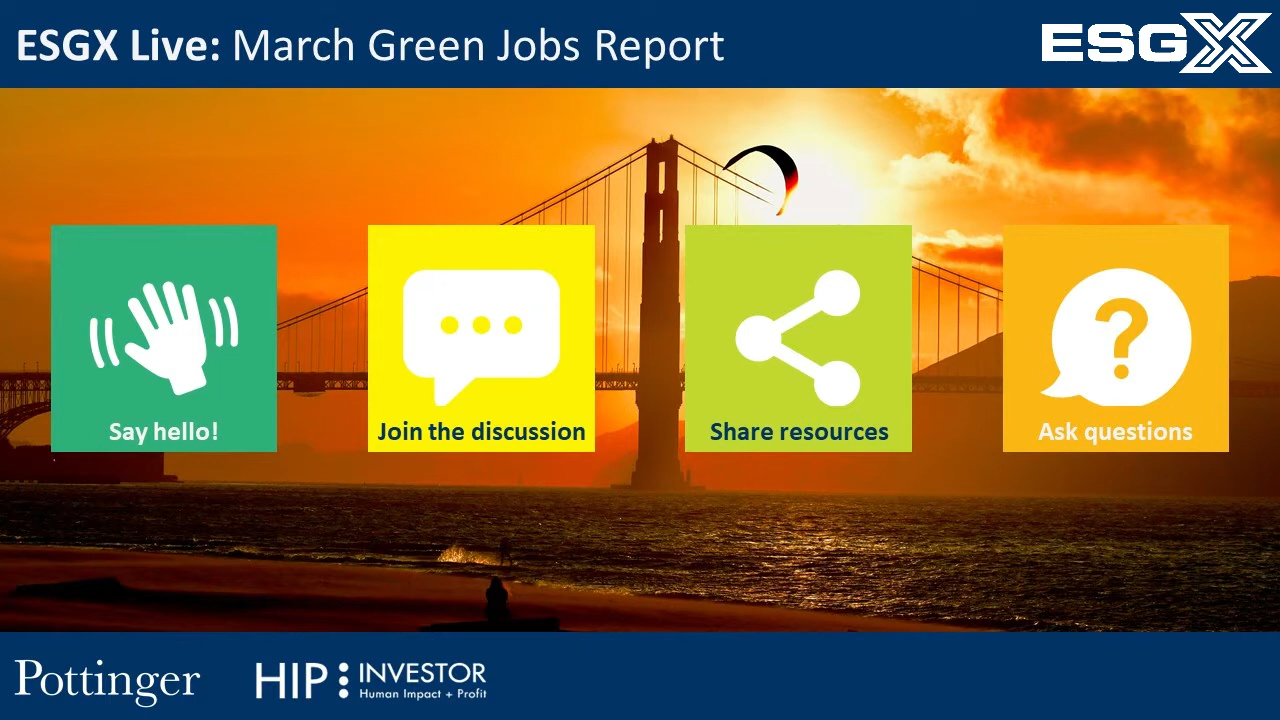 ESGX Live: March Green Jobs Report
ESGX
Say hello!
Join the discussion
Share resources
Ask questions
Pottinger
HIP INVESTOR
Human Impact + Profit